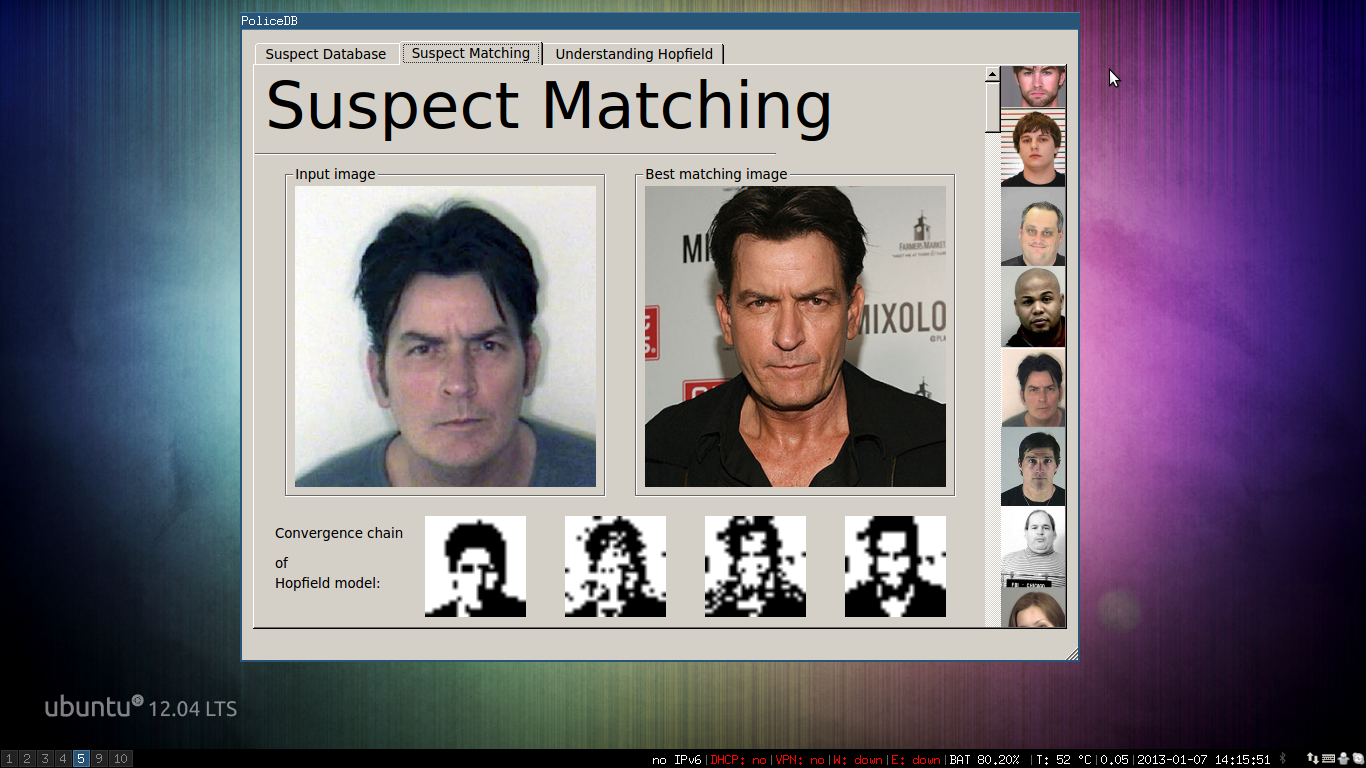 PoliceDB
Suspect Database
Suspect Matching
Understanding Hopfield
Suspect Matching
Input image
Best matching image
FARMERS MARKET
MIXOLO
Convergence chain
of
Hopfield model:
ubuntu® 12.04 LTS
1 2 3 4 5 9 10
no IPv6|DHCP: no|VPN: no|W: down|E: down|BAT 80.20% |T: 52 °C|0.05|2013-01-07 14:15:51